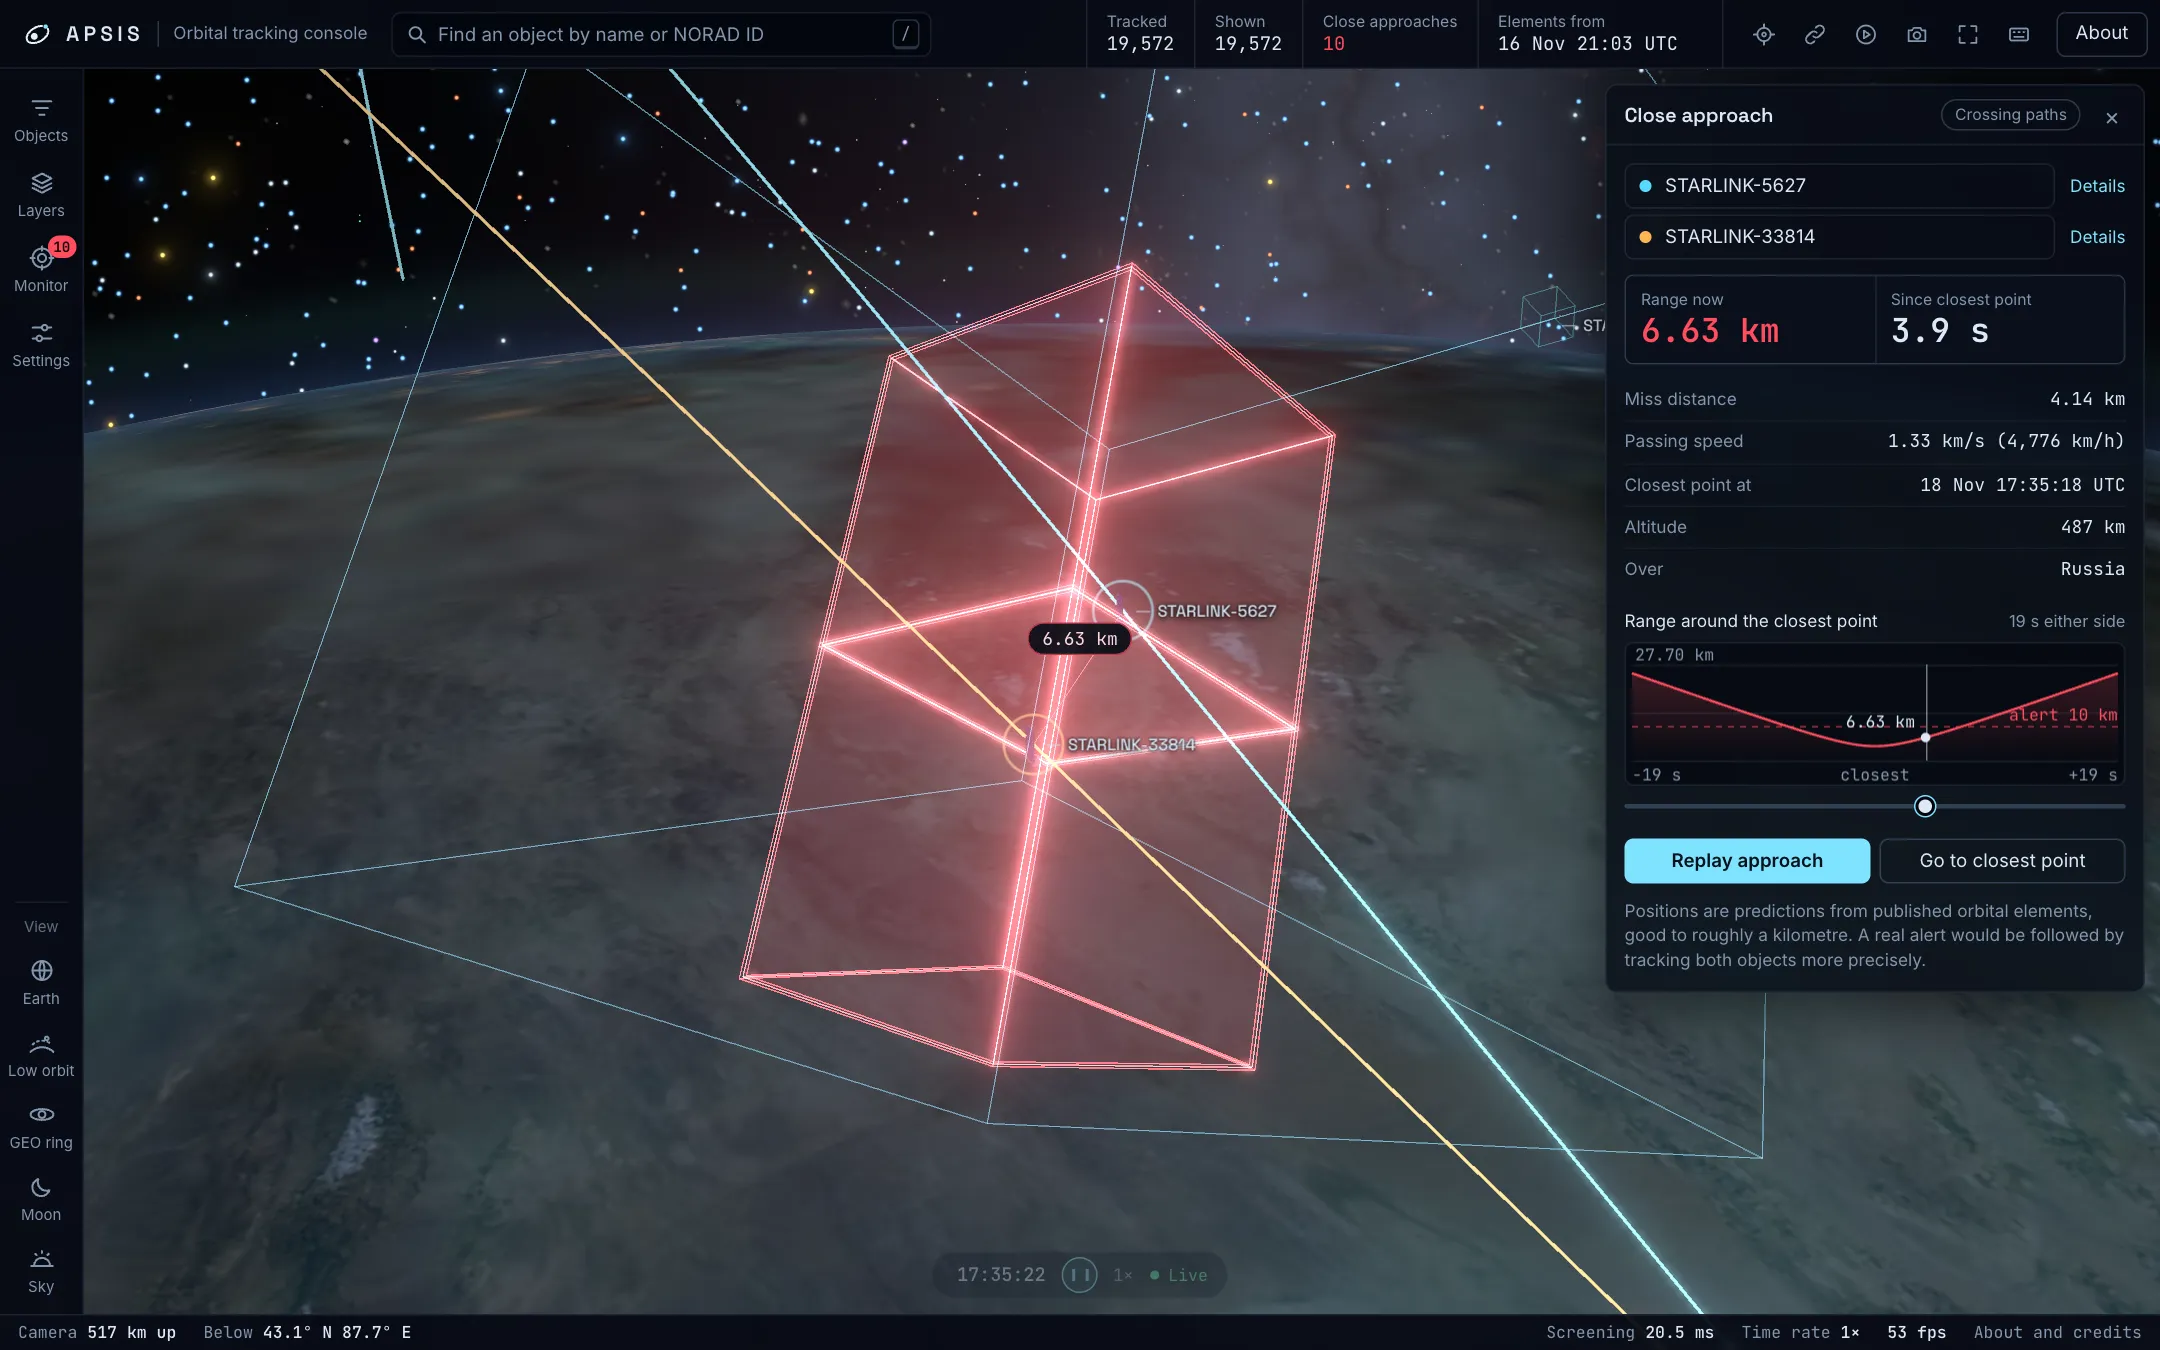 APSIS
Orbital tracking console
Find an object by name or NORAD ID
/
Tracked
19,572
Shown
19,572
Close approaches
10
Elements from
16 Nov 21:03 UTC
About
Objects
Layers
10
Monitor
Settings
View
Earth
Low orbit
GEO ring
Moon
Sky
STA
STARLINK-5627
6.63 km
STARLINK-33814
17:35:22
1×
Live
Close approach
Crossing paths
STARLINK-5627
Details
STARLINK-33814
Details
Range now
6.63 km
Since closest point
3.9 s
Miss distance
4.14 km
Passing speed
1.33 km/s (4,776 km/h)
Closest point at
18 Nov 17:35:18 UTC
Altitude
487 km
Over
Russia
Range around the closest point
19 s either side
27.70 km
6.63 km
alert 10 km
-19 s
closest
+19 s
Replay approach
Go to closest point
Positions are predictions from published orbital elements,
good to roughly a kilometre. A real alert would be followed by
tracking both objects more precisely.
Camera 517 km up
Below 43.1° N 87.7° E
Screening 20.5 ms
Time rate 1×
53 fps
About and credits